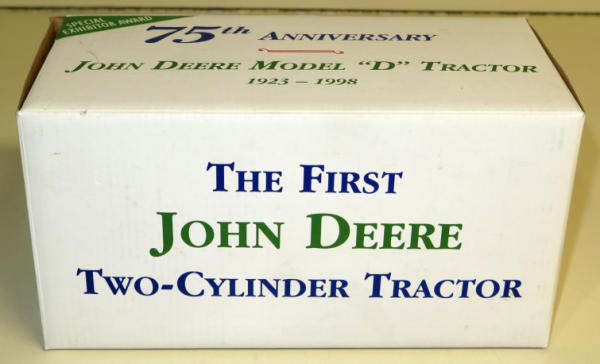 SPECIAL
EXHIBITOR AWARD
75th ANNIVERSARY
JOHN DEERE MODEL "D" TRACTOR
1923 – 1998
THE FIRST
JOHN DEERE
TWO-CYLINDER TRACTOR